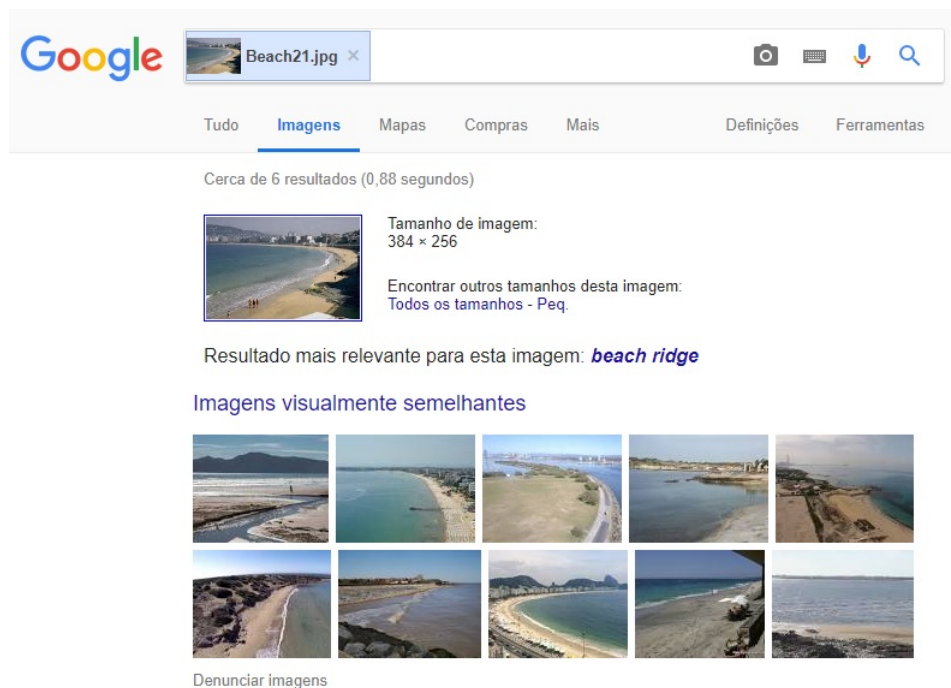 Google
Beach21.jpg ×
Tudo Imagens Mapas Compras Mais Definições Ferramentas
Cerca de 6 resultados (0,88 segundos)
Tamanho de imagem:
384 × 256
Encontrar outros tamanhos desta imagem:
Todos os tamanhos - Peq.
Resultado mais relevante para esta imagem: beach ridge
Imagens visualmente semelhantes
Denunciar imagens